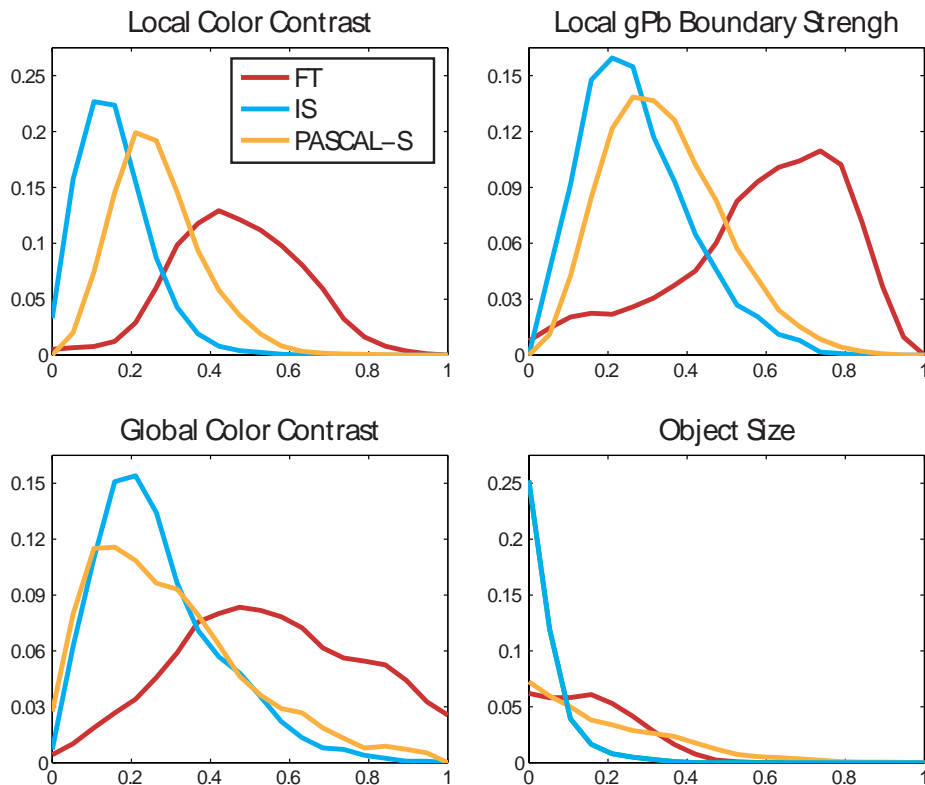 Local Color Contrast
0.25
0.2
0.15
0.1
0.05
0
0 0.2 0.4 0.6 0.8 1
FT
IS
PASCAL–S
Local gPb Boundary Strengh
0.15
0.12
0.09
0.06
0.03
0
0 0.2 0.4 0.6 0.8 1
Global Color Contrast
0.15
0.12
0.09
0.06
0.03
0
0 0.2 0.4 0.6 0.8 1
Object Size
0.25
0.2
0.15
0.1
0.05
0
0 0.2 0.4 0.6 0.8 1